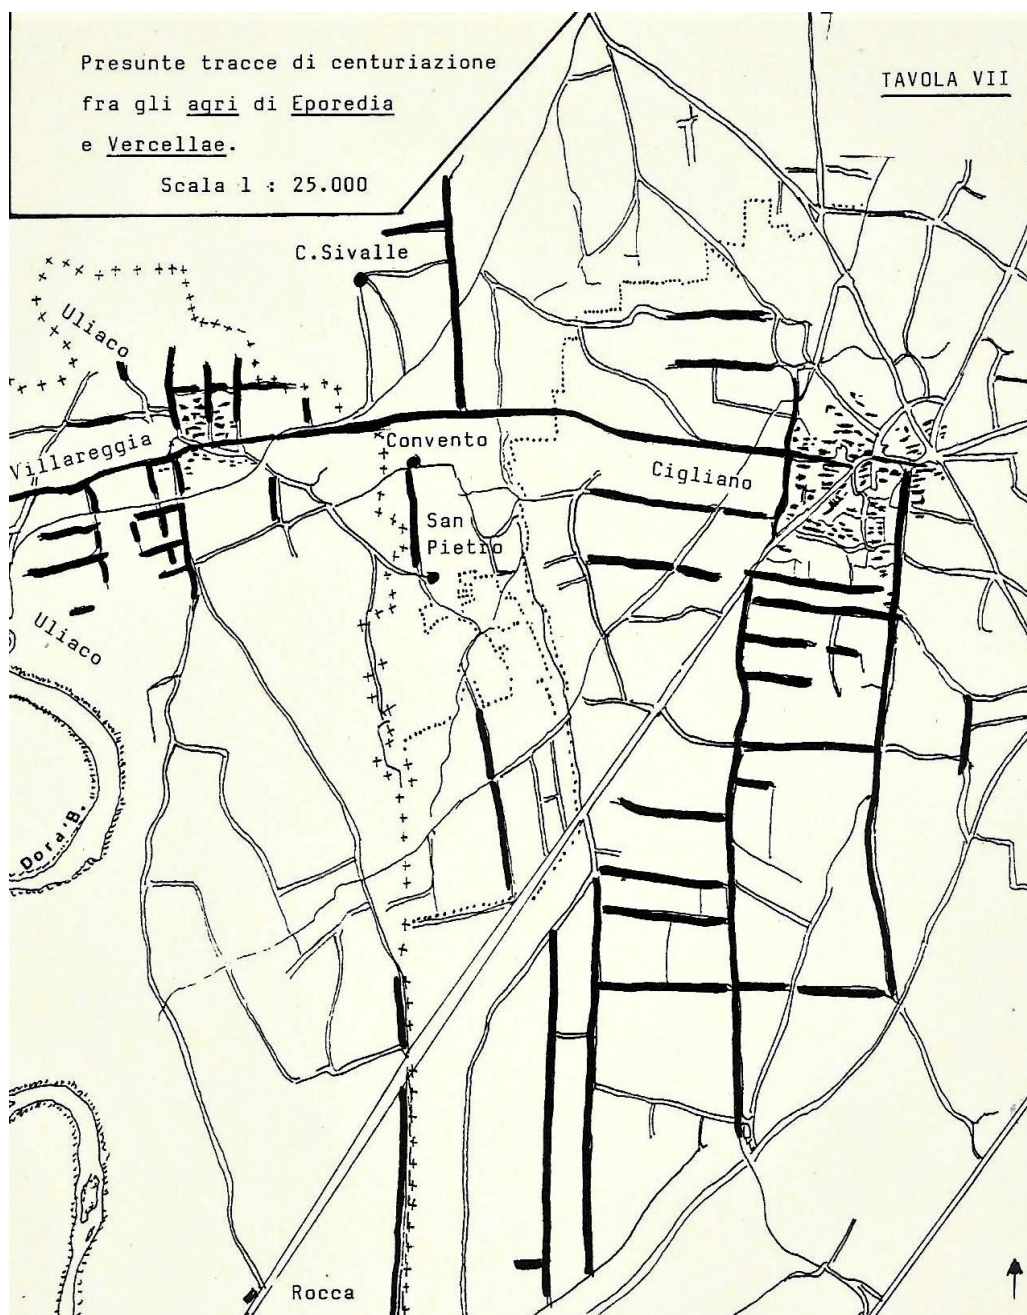 Presunte tracce di centuriazione
fra gli agri di Eporedia
e Vercellae.
Scala 1 : 25.000
TAVOLA VII
C.Sivalle
Uliaco
Villareggia
Convento
Cigliano
San
Pietro
Uliaco
Dora B.
Rocca